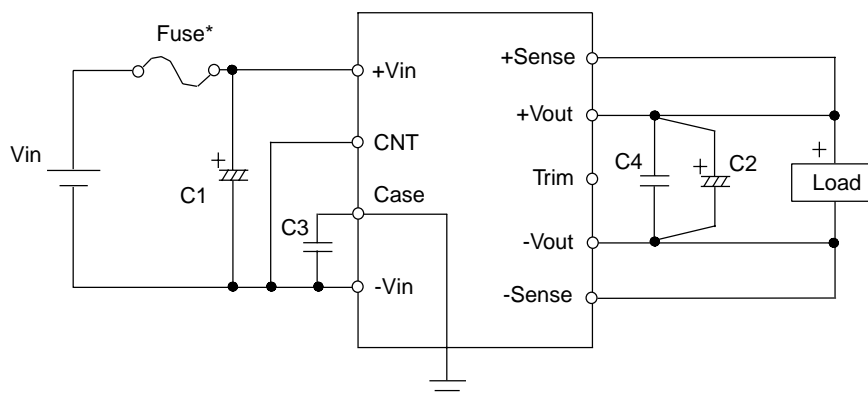 Fuse*
+Vin
+Sense
+Vout
CNT
Vin
+
C1
C4
+
C2
+
Load
Trim
Case
C3
-Vout
-Vin
-Sense